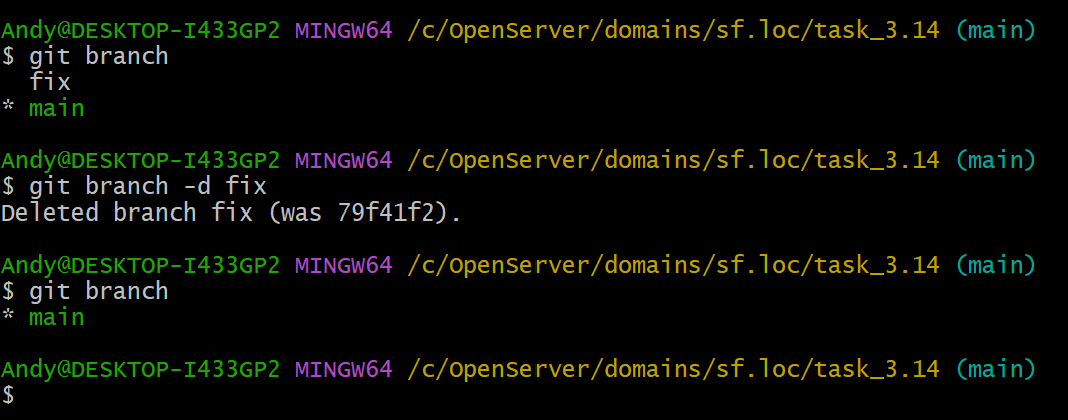 Andy@DESKTOP-I433GP2 MINGW64 /c/OpenServer/domains/sf.loc/task_3.14 (main)
$ git branch
  fix
* main
Andy@DESKTOP-I433GP2 MINGW64 /c/OpenServer/domains/sf.loc/task_3.14 (main)
$ git branch -d fix
Deleted branch fix (was 79f41f2).
Andy@DESKTOP-I433GP2 MINGW64 /c/OpenServer/domains/sf.loc/task_3.14 (main)
$ git branch
* main
Andy@DESKTOP-I433GP2 MINGW64 /c/OpenServer/domains/sf.loc/task_3.14 (main)
$